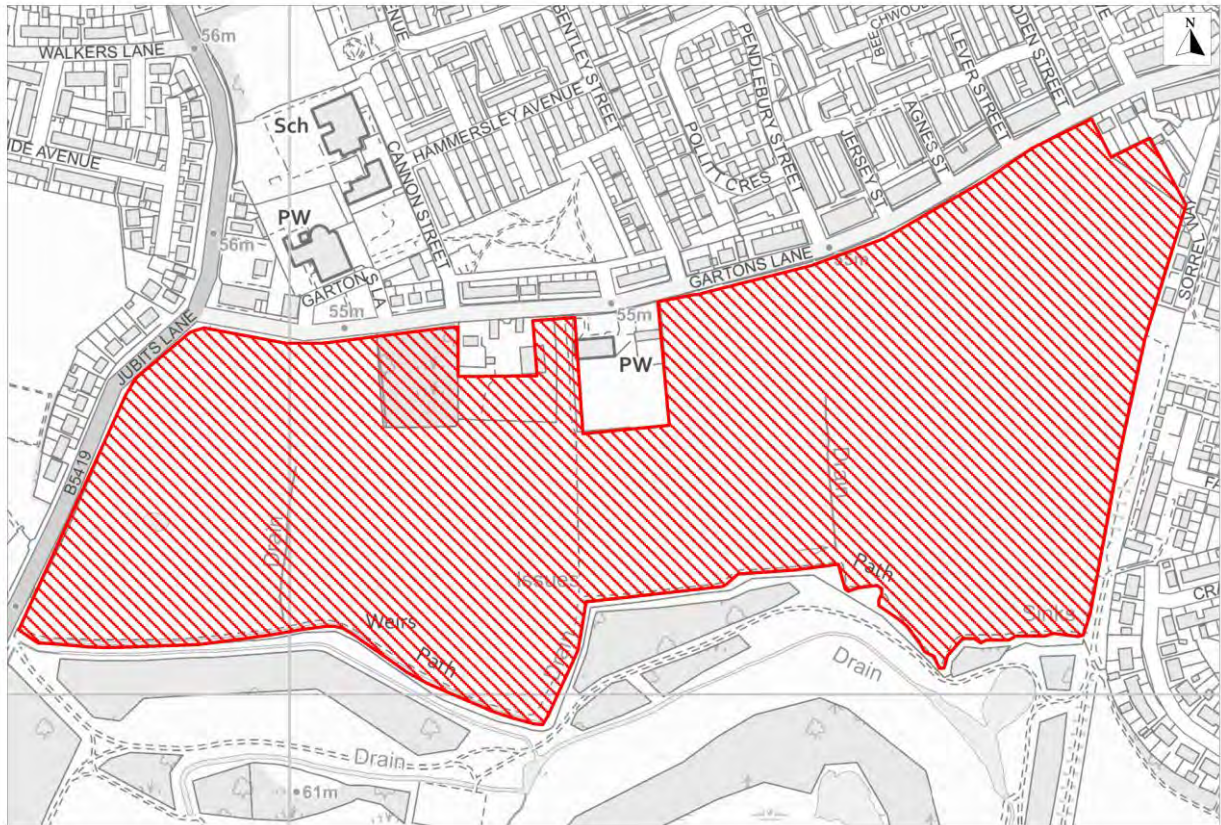 56m
WALKERS LANE
BENTLEY STREET
PENDLEBURY STREET
LEVER STREET
N
Sch
HAMMERSLEY AVENUE
CANNON STREET
POLLITT CRES
JERSEY ST
AGNES ST
PW
56m
GARTONS LANE
55m
SORREL WAY
JUBITS LANE
GARTON
S LA
55m
55m
PW
B5419
Drain
Drain
Issues
Path
Weirs
Path
Drain
Sinks
Drain
Drain
61m